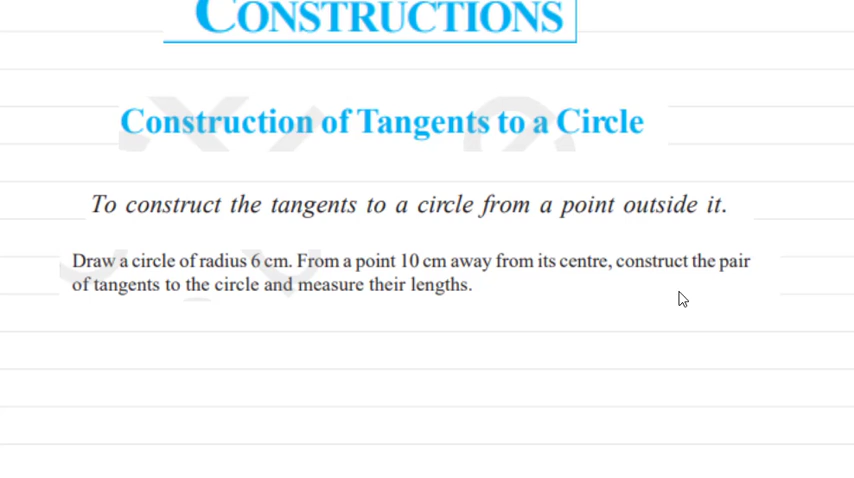 CONSTRUCTIONS
Construction of Tangents to a Circle
To construct the tangents to a circle from a point outside it.
Draw a circle of radius 6 cm. From a point 10 cm away from its centre, construct the pair
of tangents to the circle and measure their lengths.